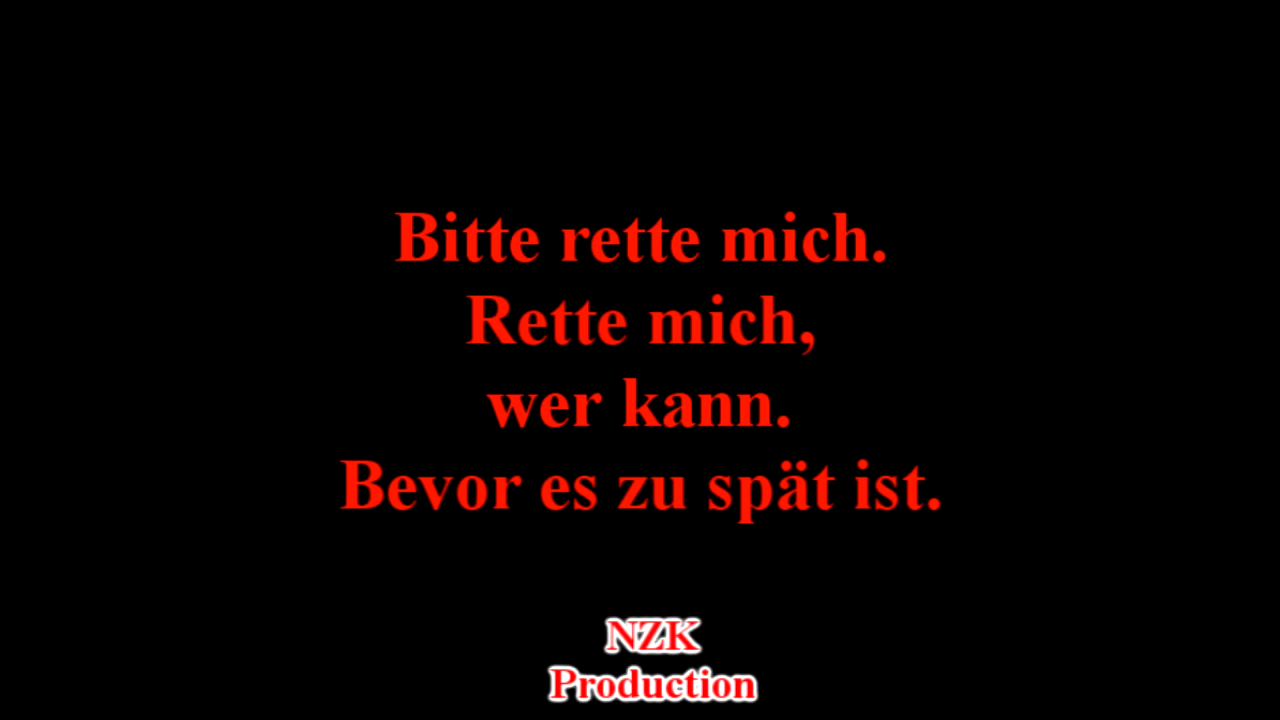 Bitte rette mich.
Rette mich,
wer kann.
Bevor es zu spät ist.
NZK
Production